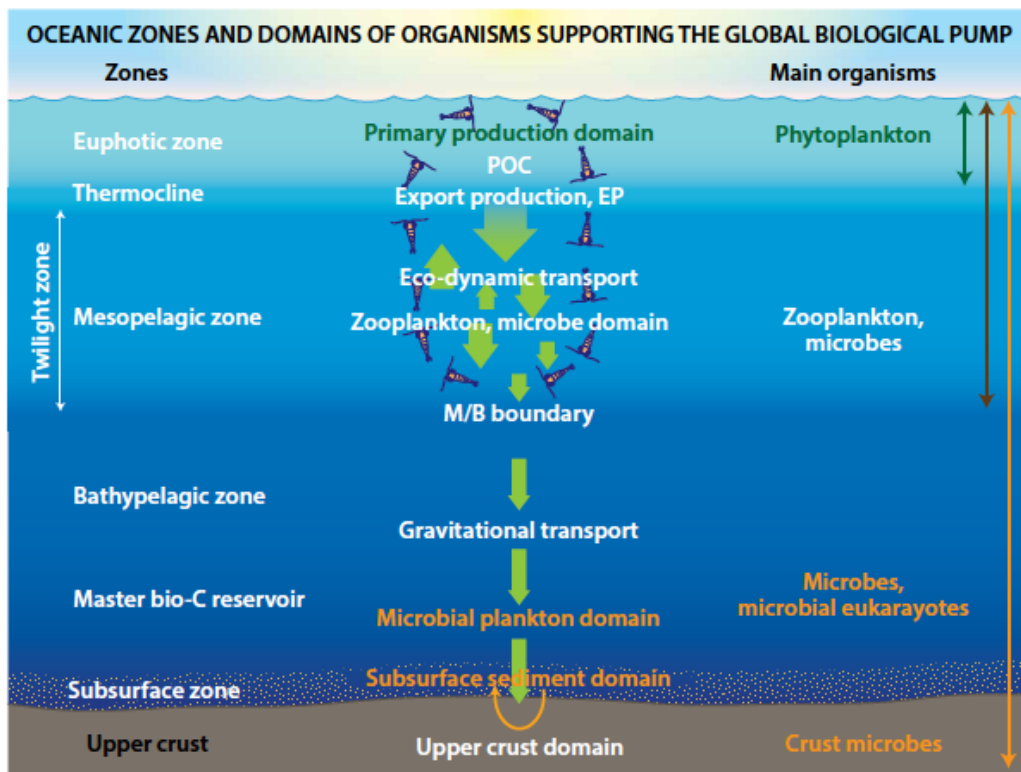 OCEANIC ZONES AND DOMAINS OF ORGANISMS SUPPORTING THE GLOBAL BIOLOGICAL PUMP
Zones
Main organisms
Euphotic zone
Primary production domain
Phytoplankton
POC
Thermocline
Export production, EP
Twilight zone
Eco-dynamic transport
Mesopelagic zone
Zooplankton, microbe domain
Zooplankton,
microbes
M/B boundary
Bathypelagic zone
Gravitational transport
Master bio-C reservoir
Microbial plankton domain
Microbes,
microbial eukarayotes
Subsurface zone
Subsurface sediment domain
Upper crust
Upper crust domain
Crust microbes